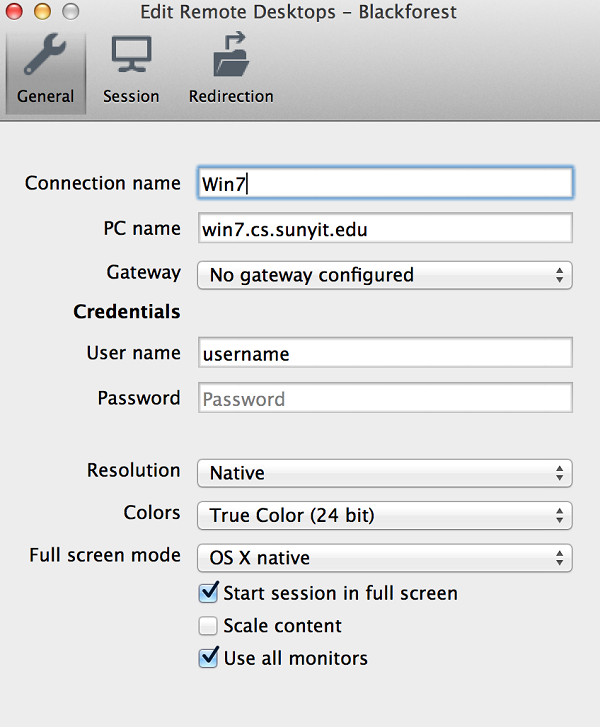 Edit Remote Desktops – Blackforest
General Session Redirection
Connection name Win7
PC name win7.cs.sunyit.edu
Gateway No gateway configured
Credentials
User name username
Password Password
Resolution Native
Colors True Color (24 bit)
Full screen mode OS X native
Start session in full screen
Scale content
Use all monitors